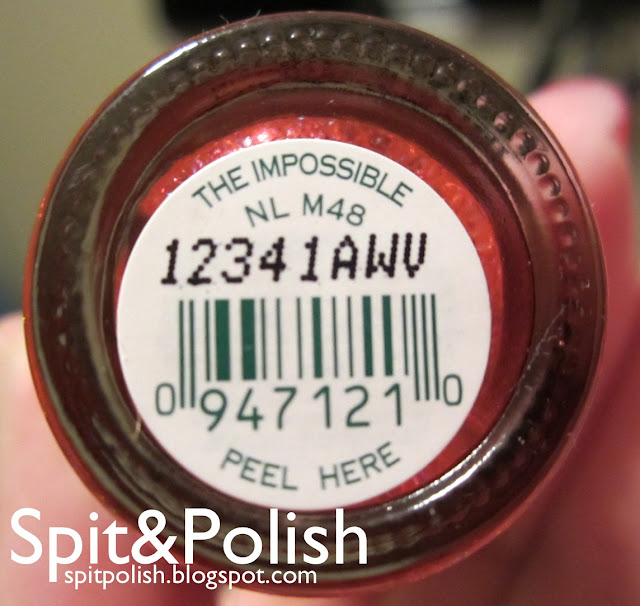 THE IMPOSSIBLE
NL M48
12341AWV
0 947121 0
PEEL HERE
Spit&Polish
spitpolish.blogspot.com